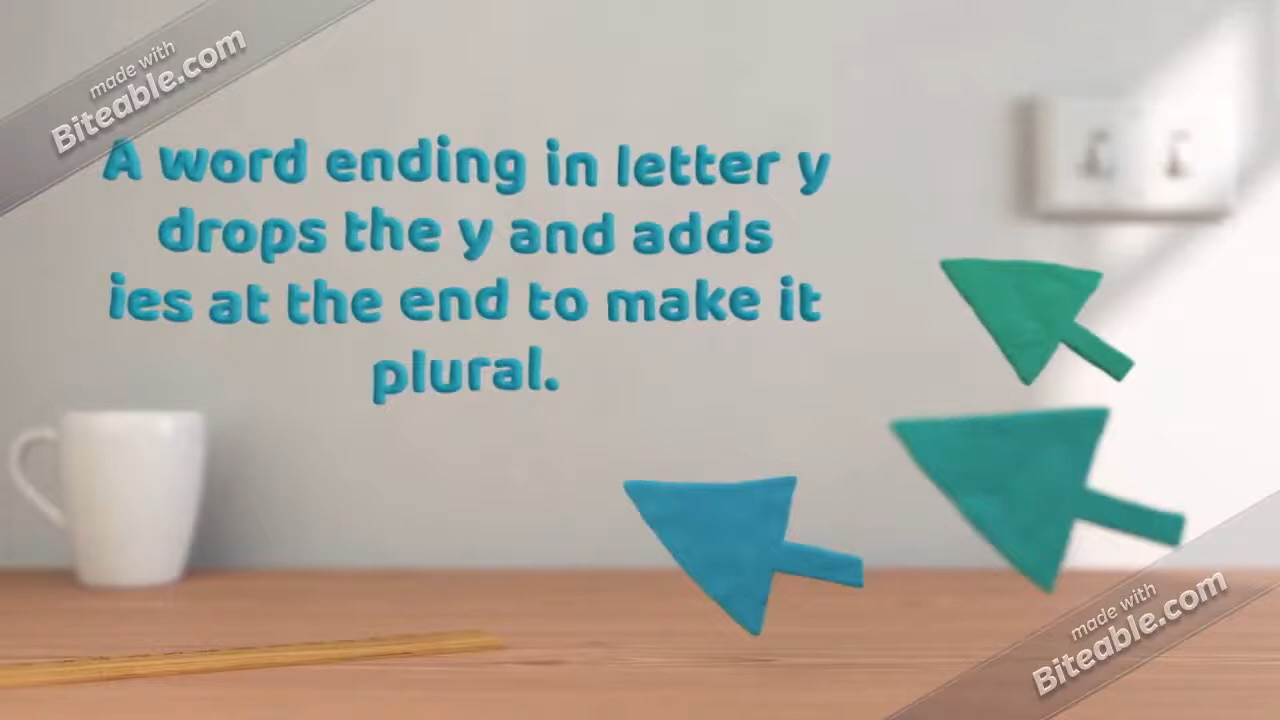 made with
Biteable.com
A word ending in letter y
drops the y and adds
ies at the end to make it
plural.
made with
Biteable.com